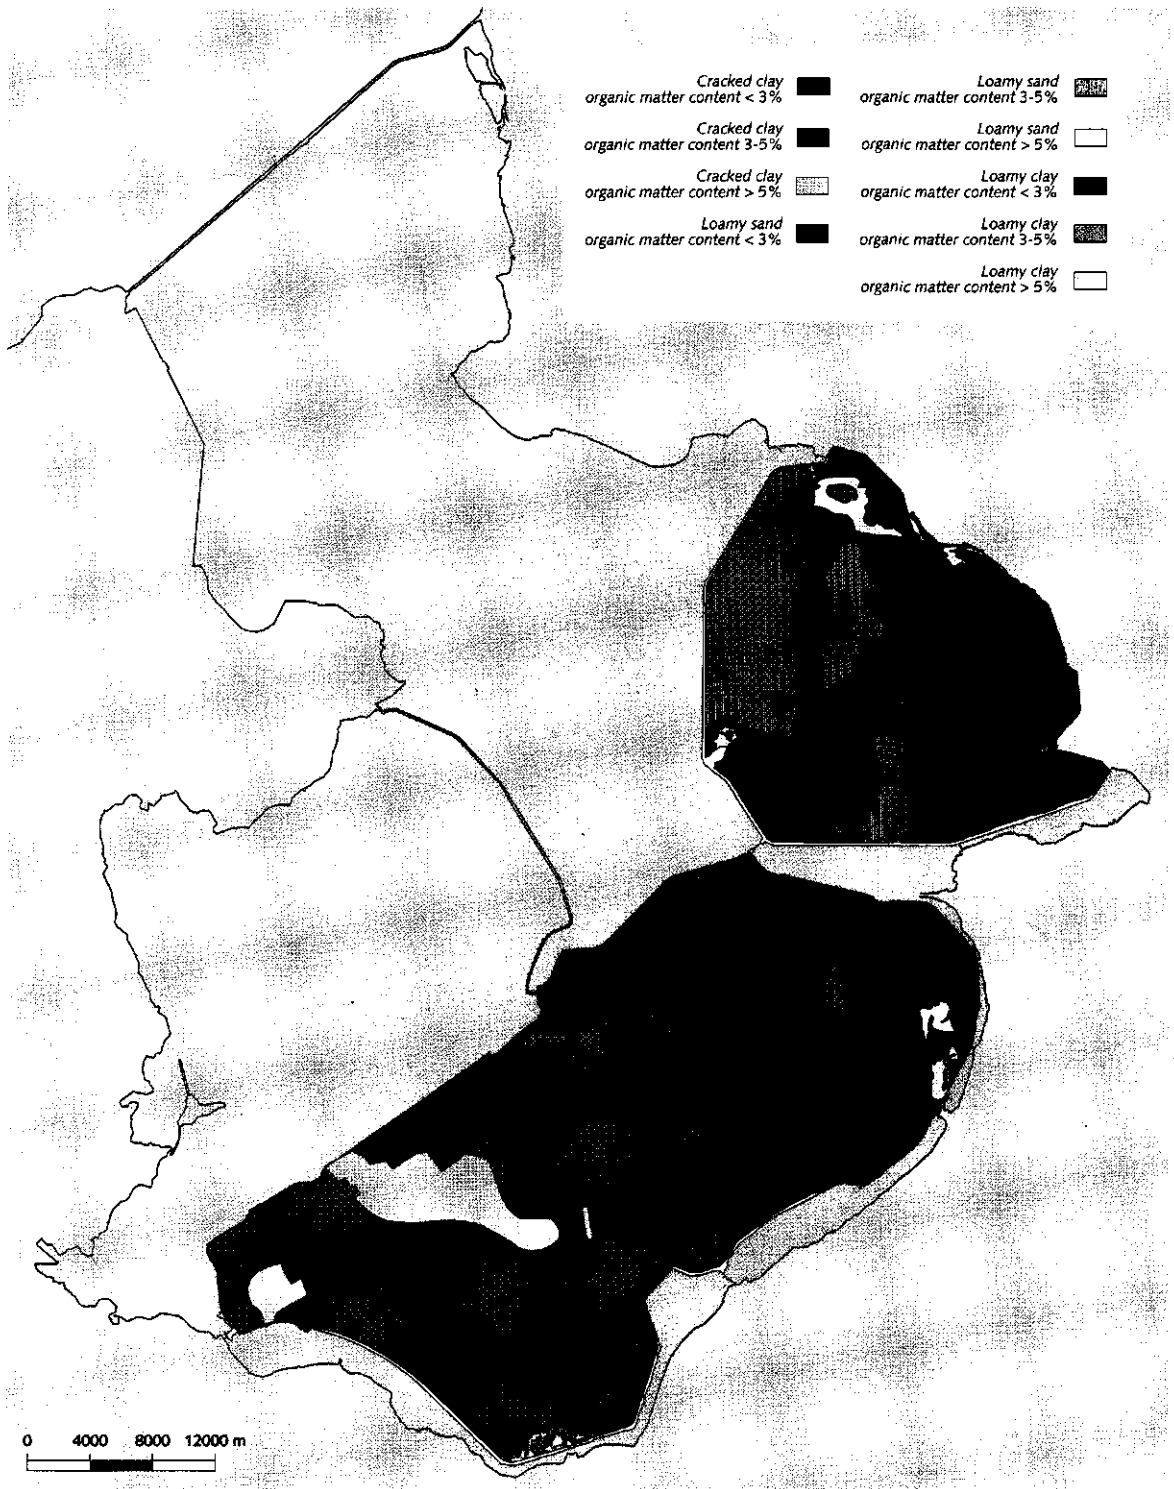 Cracked clay
organic matter content < 3%
Cracked clay
organic matter content 3-5%
Cracked clay
organic matter content > 5%
Loamy sand
organic matter content < 3%
Loamy sand
organic matter content 3-5%
Loamy sand
organic matter content > 5%
Loamy clay
organic matter content < 3%
Loamy clay
organic matter content 3-5%
Loamy clay
organic matter content > 5%
0 4000 8000 12000 m